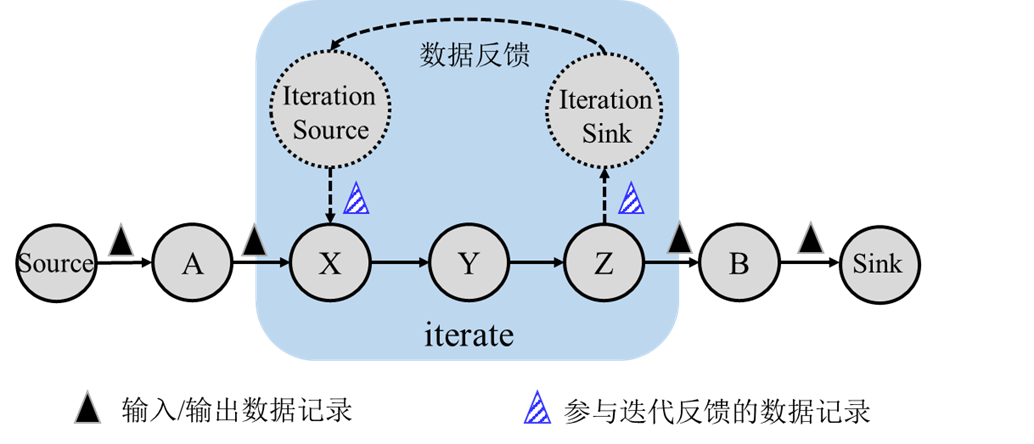 数据反馈
Iteration
Source
Iteration
Sink
Source
A
X
Y
Z
B
Sink
iterate
输入/输出数据记录
参与迭代反馈的数据记录